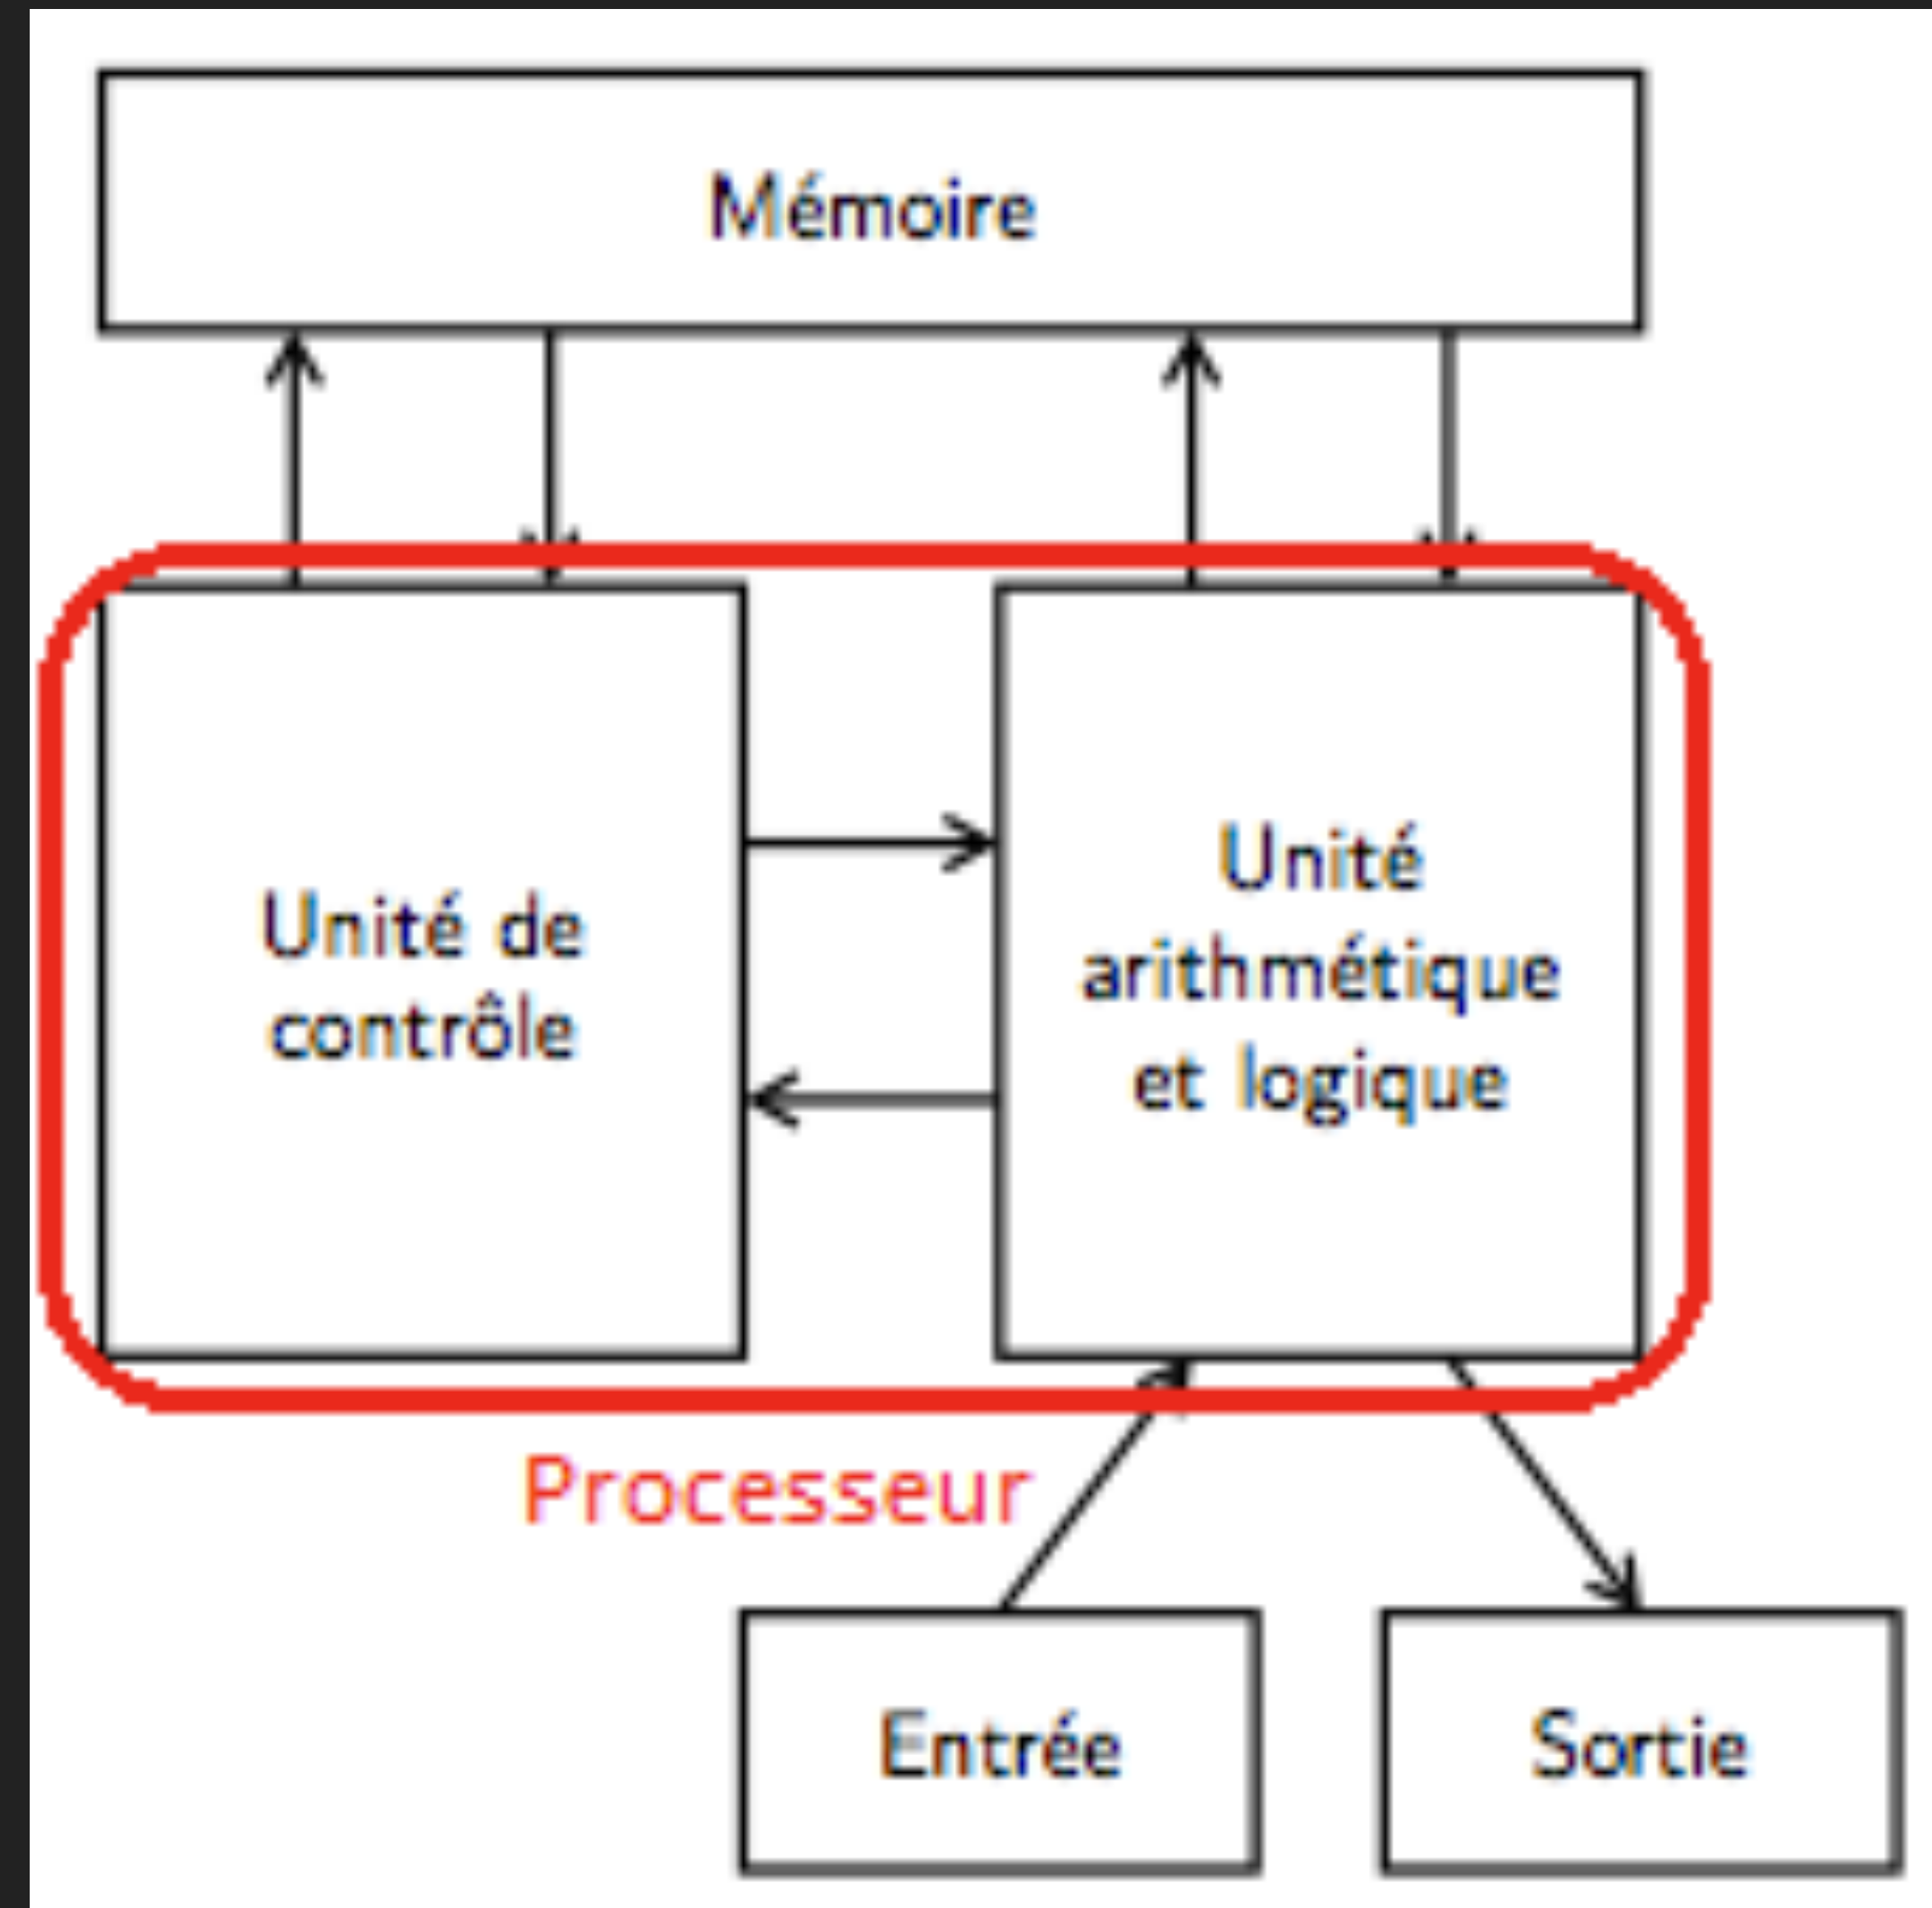 Mémoire
Unité de
contrôle
Unité
arithmétique
et logique
Processeur
Entrée
Sortie